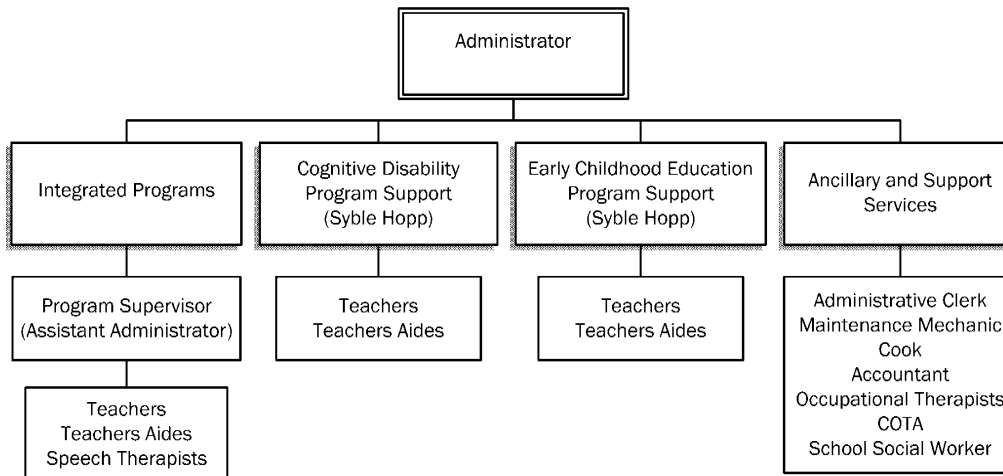 Administrator
Integrated Programs
Cognitive Disability
Program Support
(Syble Hopp)
Early Childhood Education
Program Support
(Syble Hopp)
Ancillary and Support
Services
Program Supervisor
(Assistant Administrator)
Teachers
Teachers Aides
Speech Therapists
Teachers
Teachers Aides
Teachers
Teachers Aides
Administrative Clerk
Maintenance Mechanic
Cook
Accountant
Occupational Therapists
COTA
School Social Worker